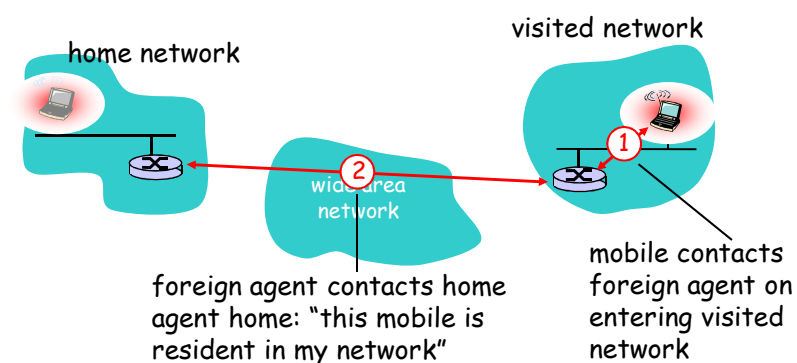 home network
visited network
1
2
wide area
network
foreign agent contacts home
agent home: “this mobile is
resident in my network”
mobile contacts
foreign agent on
entering visited
network